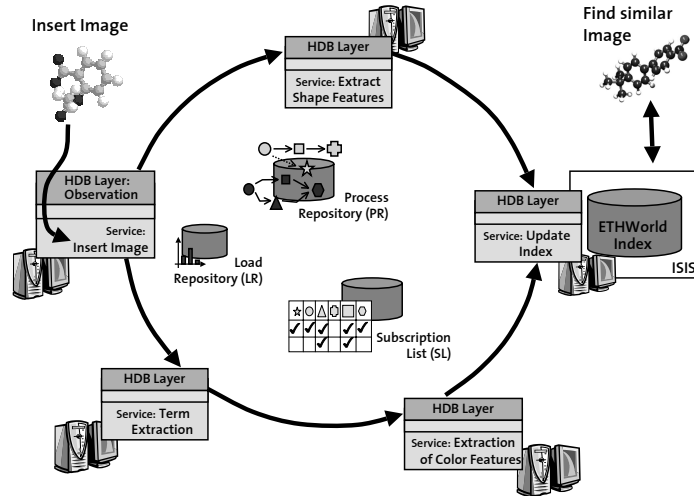 Insert Image
Find similar
Image
HDB Layer
Service: Extract
Shape Features
HDB Layer:
Observation
Service:
Insert Image
Process
Repository (PR)
HDB Layer
Service: Update
Index
ETHWorld
Index
ISIS
Load
Repository (LR)
Subscription
List (SL)
HDB Layer
Service: Term
Extraction
HDB Layer
Service: Extraction
of Color Features